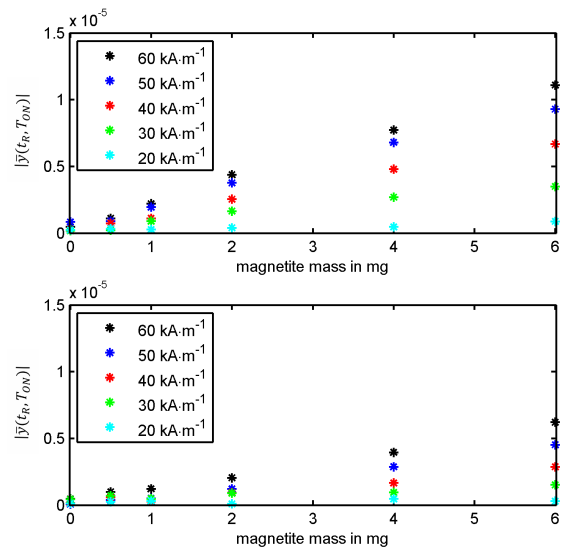 x 10⁻⁵
1.5
60 kA·m⁻¹
50 kA·m⁻¹
1
40 kA·m⁻¹
30 kA·m⁻¹
0.5
20 kA·m⁻¹
|ȳ(t_R, T_ON)|
0
0 1 2 3 4 5 6
magnetite mass in mg
x 10⁻⁵
1.5
60 kA·m⁻¹
50 kA·m⁻¹
1
40 kA·m⁻¹
30 kA·m⁻¹
0.5
20 kA·m⁻¹
|ȳ(t_R, T_ON)|
0
0 1 2 3 4 5 6
magnetite mass in mg